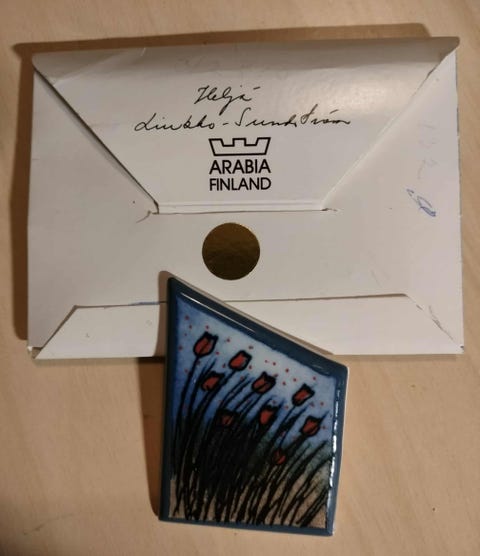 Heljä
Liukko-Sundström
ARABIA
FINLAND